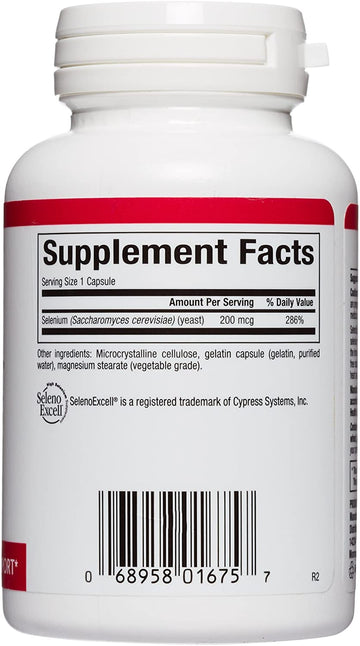 Supplement Facts
Serving Size 1 Capsule
Amount Per Serving % Daily Value
Selenium (Saccharomyces cerevisiae) (yeast) 200 mcg 286%
Other ingredients: Microcrystalline cellulose, gelatin capsule (gelatin, purified
water), magnesium stearate (vegetable grade).
Seleno
Excell
SelenoExcell® is a registered trademark of Cypress Systems, Inc.
ORT*
0 68958 01675 7 R2